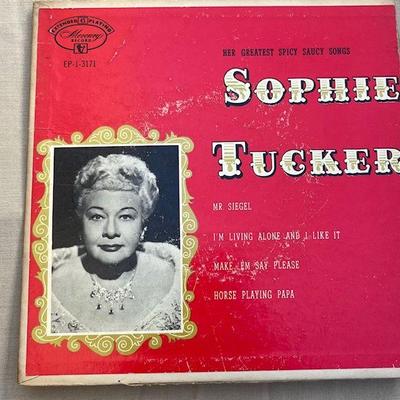 EXTENDED PLAYING
Mercury
RECORD
EP-1-3171
HER GREATEST SPICY SAUCY SONGS
SOPHIE
TUCKER
MR. SIEGEL
I'M LIVING ALONE AND I LIKE IT
MAKE 'EM SAY PLEASE
HORSE PLAYING PAPA